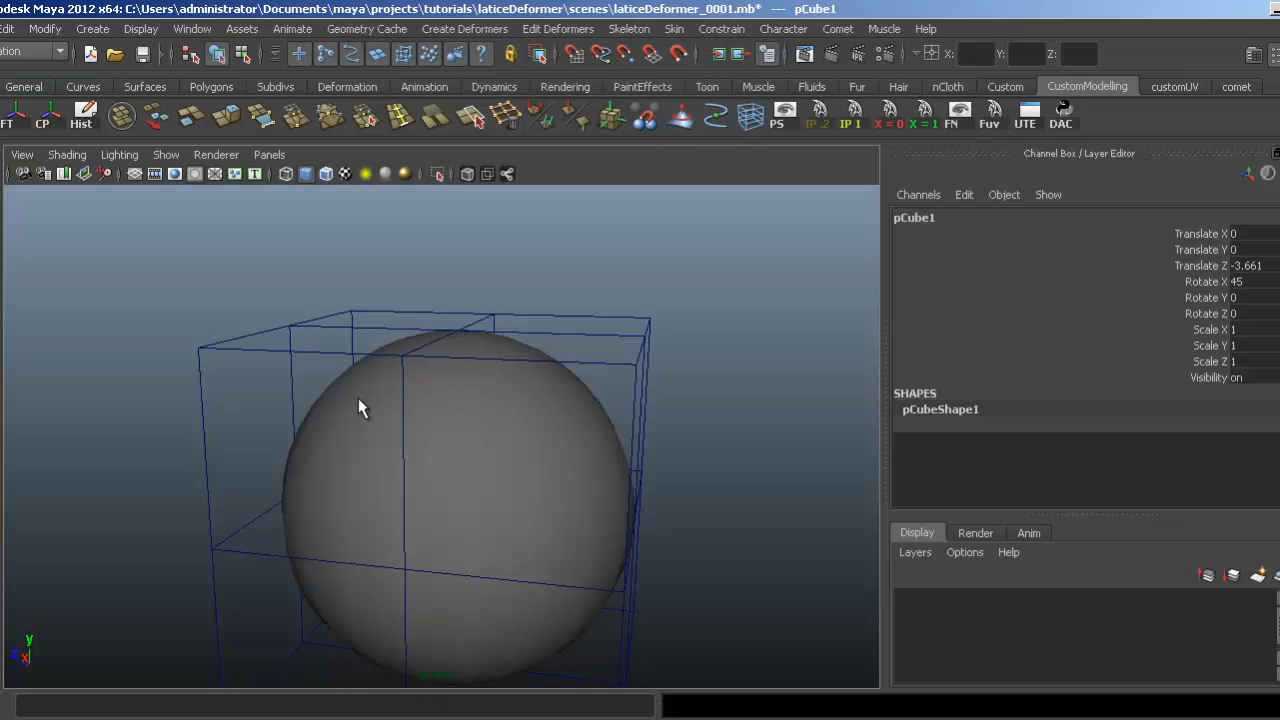 odesk Maya 2012 x64: C:\Users\administrator\Documents\maya\projects\tutorials\laticeDeformer\scenes\laticeDeformer_0001.mb* --- pCube1
Edit Modify Create Display Window Assets Animate Geometry Cache Create Deformers Edit Deformers Skeleton Skin Constrain Character Comet Muscle Help
ation X: Y: Z:
General Curves Surfaces Polygons Subdivs Deformation Animation Dynamics Rendering PaintEffects Toon Muscle Fluids Fur Hair nCloth Custom CustomModelling customUV comet
FT CP Hist PS IP .2 IP 1 X = 0 X = 1 FN Fuv UTE DAC
View Shading Lighting Show Renderer Panels
Channel Box / Layer Editor
Channels Edit Object Show
pCube1
Translate X 0
Translate Y 0
Translate Z -3.661
Rotate X 45
Rotate Y 0
Rotate Z 0
Scale X 1
Scale Y 1
Scale Z 1
Visibility on
SHAPES
pCubeShape1
Display Render Anim
Layers Options Help
y
z x